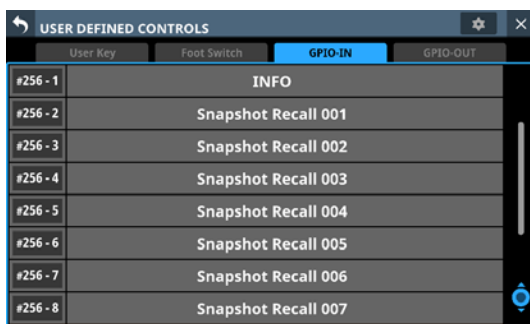 USER DEFINED CONTROLS
User Key Foot Switch GPIO-IN GPIO-OUT
#256 - 1 INFO
#256 - 2 Snapshot Recall 001
#256 - 3 Snapshot Recall 002
#256 - 4 Snapshot Recall 003
#256 - 5 Snapshot Recall 004
#256 - 6 Snapshot Recall 005
#256 - 7 Snapshot Recall 006
#256 - 8 Snapshot Recall 007